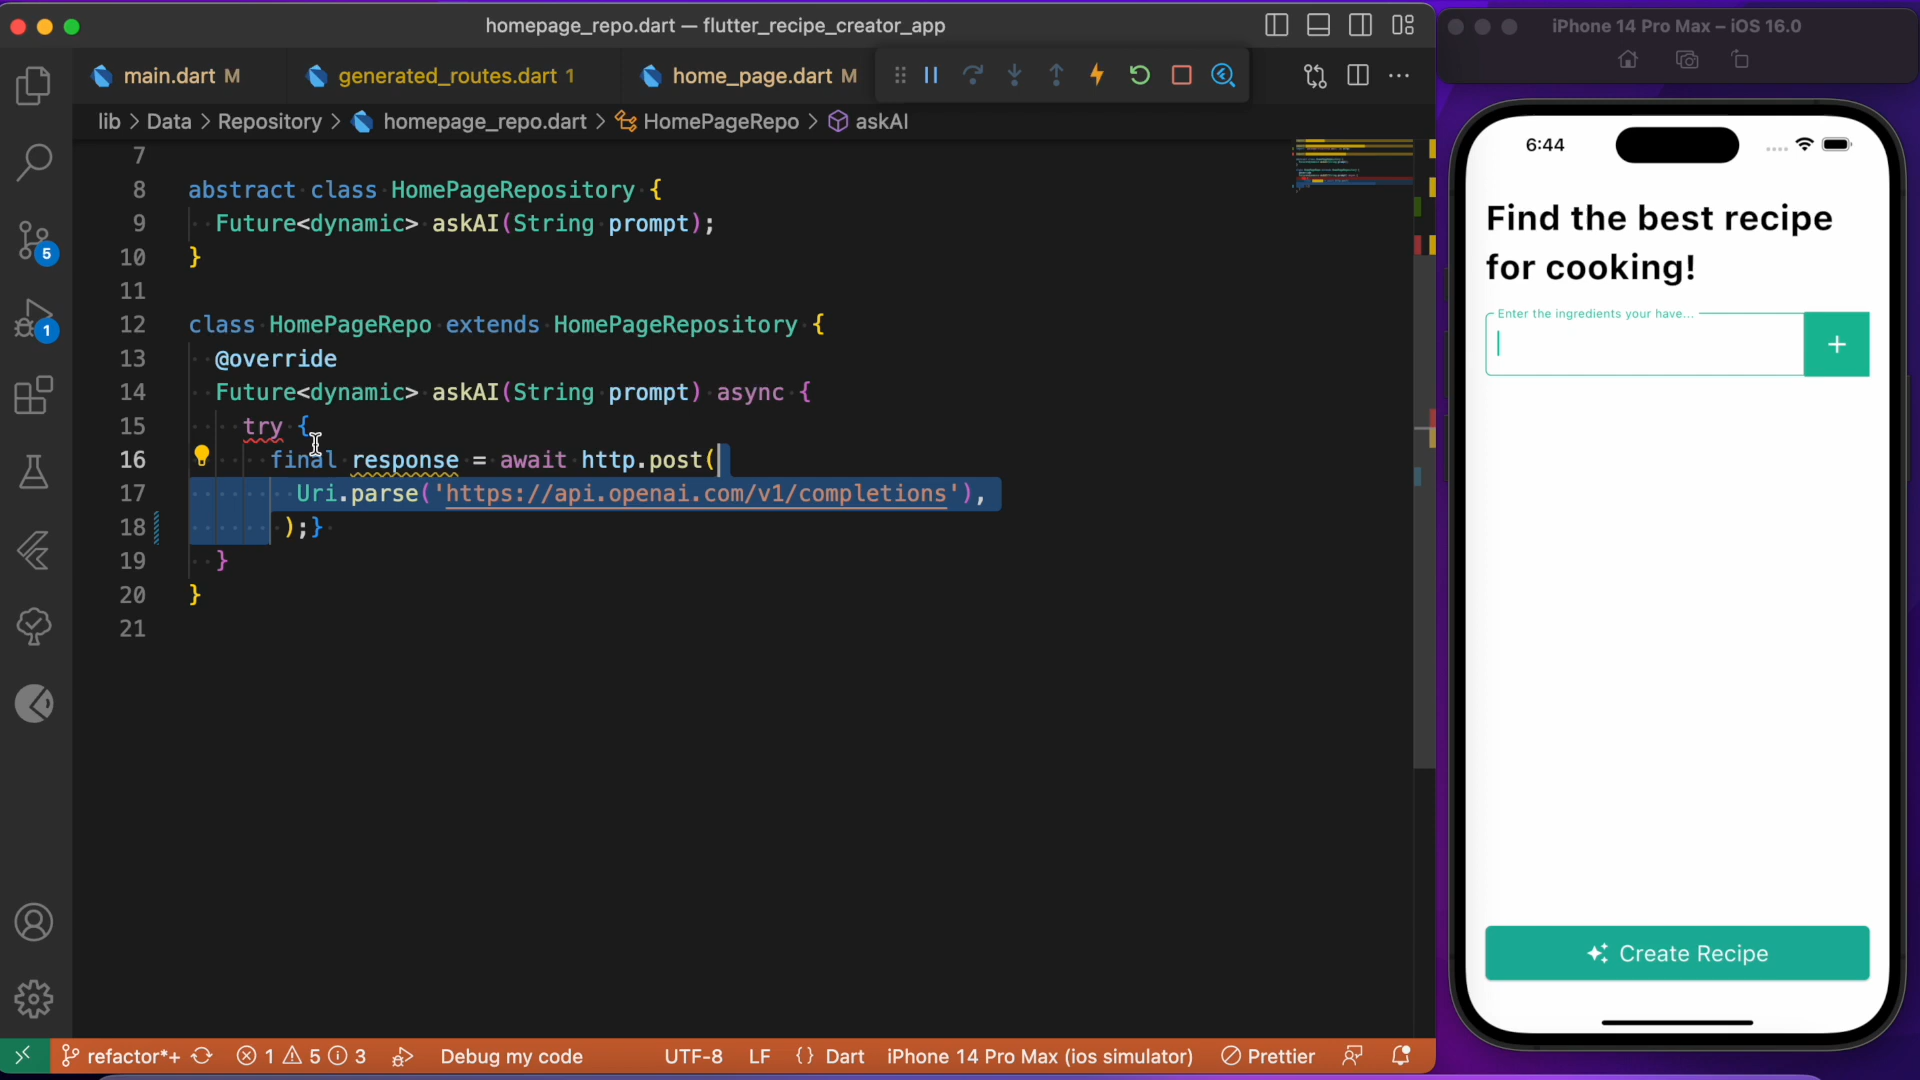 homepage_repo.dart — flutter_recipe_creator_app
main.dart M
generated_routes.dart 1
home_page.dart M
lib > Data > Repository > homepage_repo.dart > HomePageRepo > askAI
7
8 abstract class HomePageRepository {
9 Future<dynamic> askAI(String prompt);
10 }
11
12 class HomePageRepo extends HomePageRepository {
13 @override
14 Future<dynamic> askAI(String prompt) async {
15 try {
16 final response = await http.post(
17 Uri.parse('https://api.openai.com/v1/completions'),
18 );}
19 }
20 }
21
5
1
refactor*+ 1 5 3 Debug my code UTF-8 LF {} Dart iPhone 14 Pro Max (ios simulator) Prettier
iPhone 14 Pro Max – iOS 16.0
6:44
Find the best recipe
for cooking!
Enter the ingredients your have...
+
Create Recipe